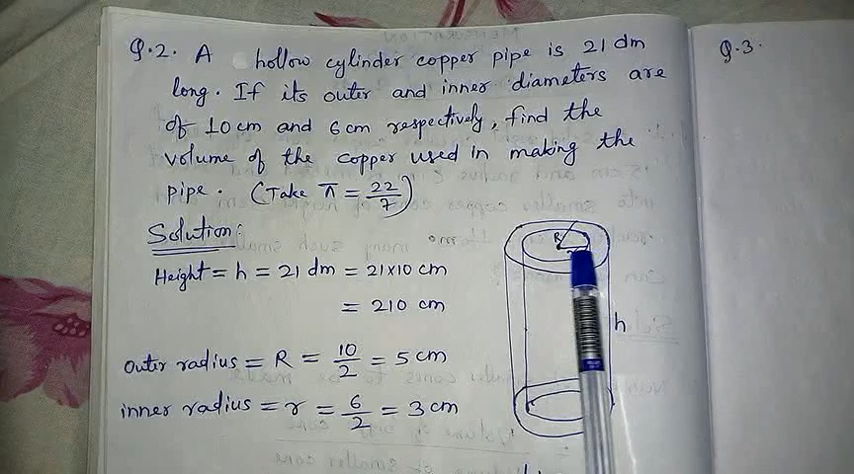 Q.2. A hollow cylinder copper pipe is 21 dm
long. If its outer and inner diameters are
of 10 cm and 6 cm respectively, find the
volume of the copper used in making the
pipe. (Take π = 22/7)
Solution:
Height = h = 21 dm = 21×10 cm
= 210 cm
outer radius = R = 10/2 = 5 cm
inner radius = r = 6/2 = 3 cm
R
h
Q.3.